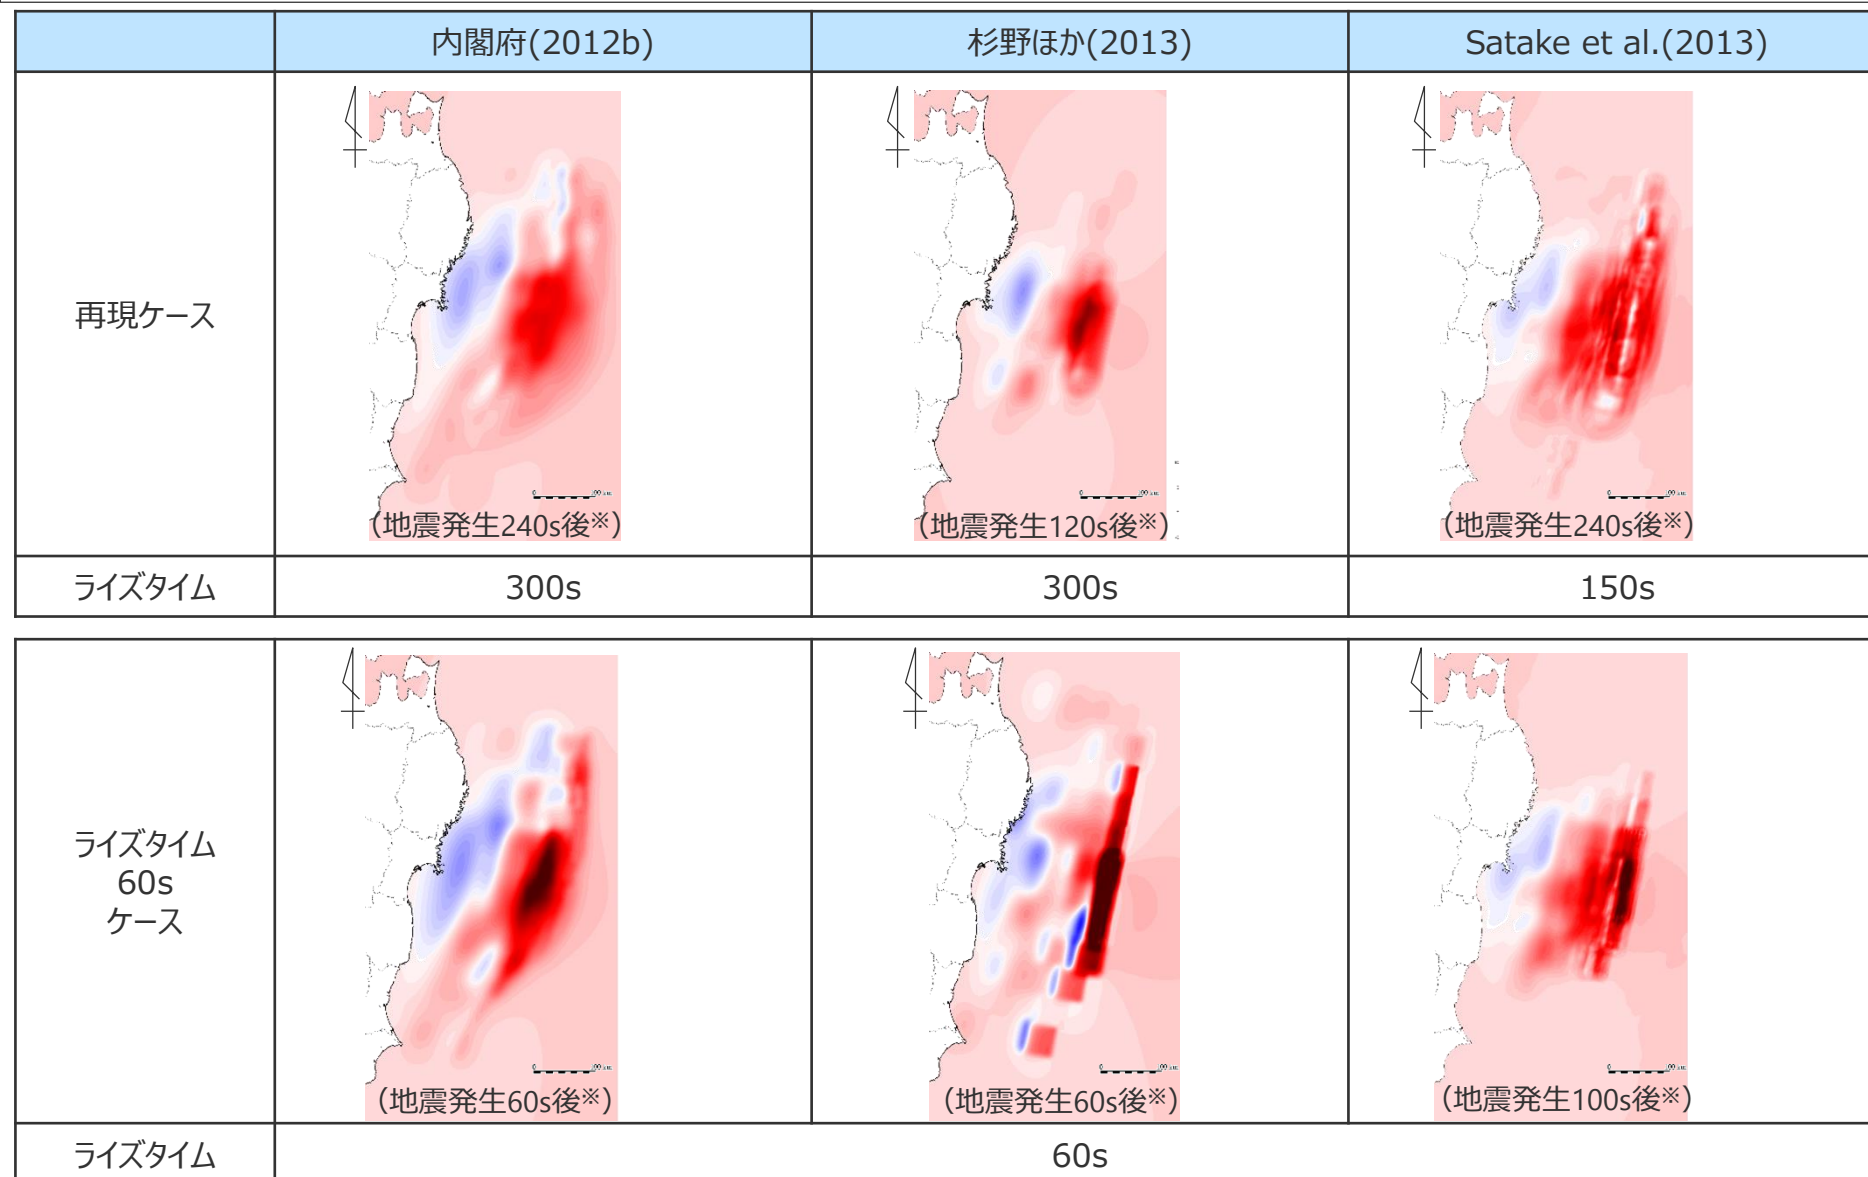 内閣府(2012b)
杉野ほか(2013)
Satake et al.(2013)
再現ケース
(地震発生240s後※)
(地震発生120s後※)
(地震発生240s後※)
ライズタイム
300s
300s
150s
ライズタイム
60s
ケース
(地震発生60s後※)
(地震発生60s後※)
(地震発生100s後※)
ライズタイム
60s